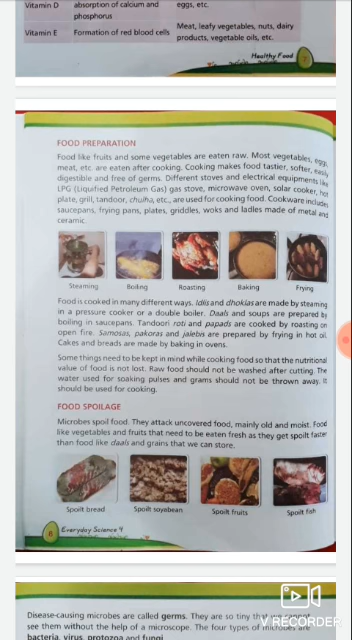 Vitamin D absorption of calcium and phosphorus eggs, etc.
Vitamin E Formation of red blood cells Meat, leafy vegetables, nuts, dairy products, vegetable oils, etc.
Healthy Food
FOOD PREPARATION
Food like fruits and some vegetables are eaten raw. Most vegetables, egg,
meat, etc. are eaten after cooking. Cooking makes food tastier, softer, easily
digestible and free of germs. Different stoves and electrical equipments like
LPG (Liquified Petroleum Gas) gas stove, microwave oven, solar cooker, hot
plate, grill, tandoor, chulha, etc., are used for cooking food. Cookware includes
saucepans, frying pans, plates, griddles, woks and ladles made of metal and
ceramic.
Steaming Boiling Roasting Baking Frying
Food is cooked in many different ways. Idlis and dhoklas are made by steaming
in a pressure cooker or a double boiler. Daals and soups are prepared by
boiling in saucepans. Tandoori roti and papads are cooked by roasting on
open fire. Samosas, pakoras and jalebis are prepared by frying in hot oil.
Cakes and breads are made by baking in ovens.
Some things need to be kept in mind while cooking food so that the nutritional
value of food is not lost. Raw food should not be washed after cutting. The
water used for soaking pulses and grams should not be thrown away. It
should be used for cooking.
FOOD SPOILAGE
Microbes spoil food. They attack uncovered food, mainly old and moist. Food
like vegetables and fruits that need to be eaten fresh as they get spoilt faster
than food like daals and grains that we can store.
Spoilt bread Spoilt soyabean Spoilt fruits Spoilt fish
8 Everyday Science 4
Disease-causing microbes are called germs. They are so tiny that we cannot
see them without the help of a microscope. The four types of microbes are
bacteria, virus, protozoa and fungi.
V RECORDER